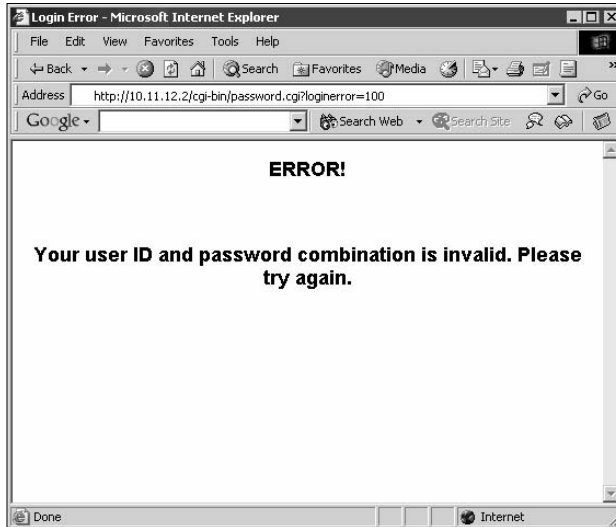 Login Error - Microsoft Internet Explorer
File Edit View Favorites Tools Help
Back Search Favorites Media »
Address http://10.11.12.2/cgi-bin/password.cgi?loginerror=100 Go
Google Search Web Search Site
ERROR!
Your user ID and password combination is invalid. Please
try again.
Done Internet